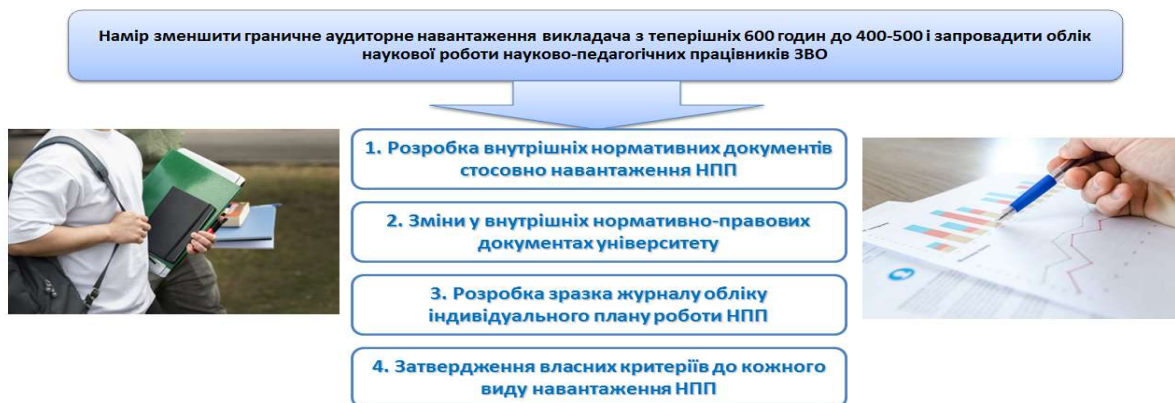 Намір зменшити граничне аудиторне навантаження викладача з теперішніх 600 годин до 400-500 і запровадити облік
наукової роботи науково-педагогічних працівників ЗВО
1. Розробка внутрішніх нормативних документів
стосовно навантаження НПП
2. Зміни у внутрішніх нормативно-правових
документах університету
3. Розробка зразка журналу обліку
індивідуального плану роботи НПП
4. Затвердження власних критеріїв до кожного
виду навантаження НПП